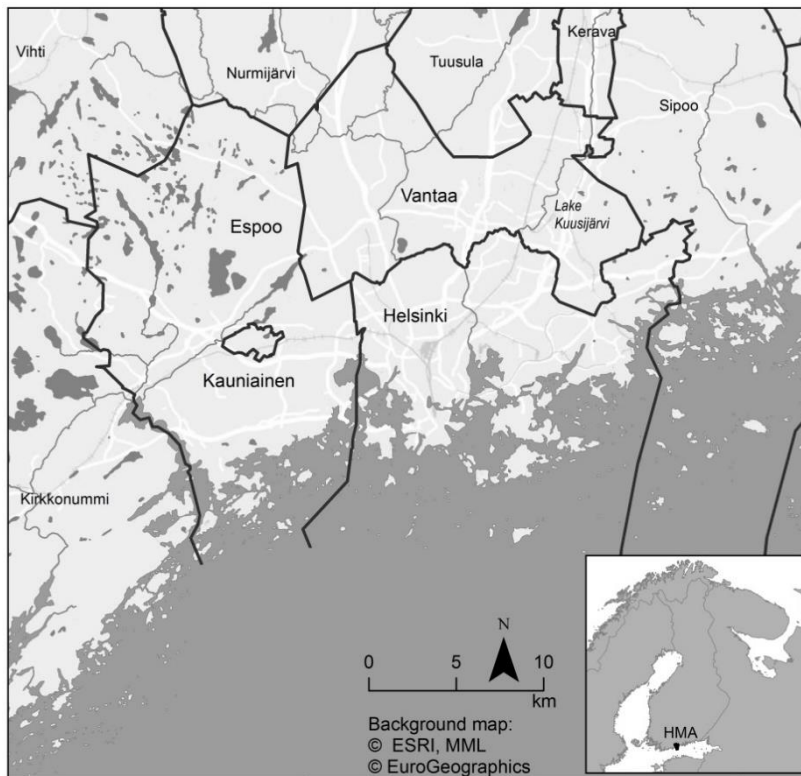 Kerava
Vihti
Tuusula
Nurmijärvi
Sipoo
Vantaa
Espoo
Lake
Kuusijärvi
Helsinki
Kauniainen
Kirkkonummi
N
0 5 10
km
Background map:
© ESRI, MML
© EuroGeographics
HMA